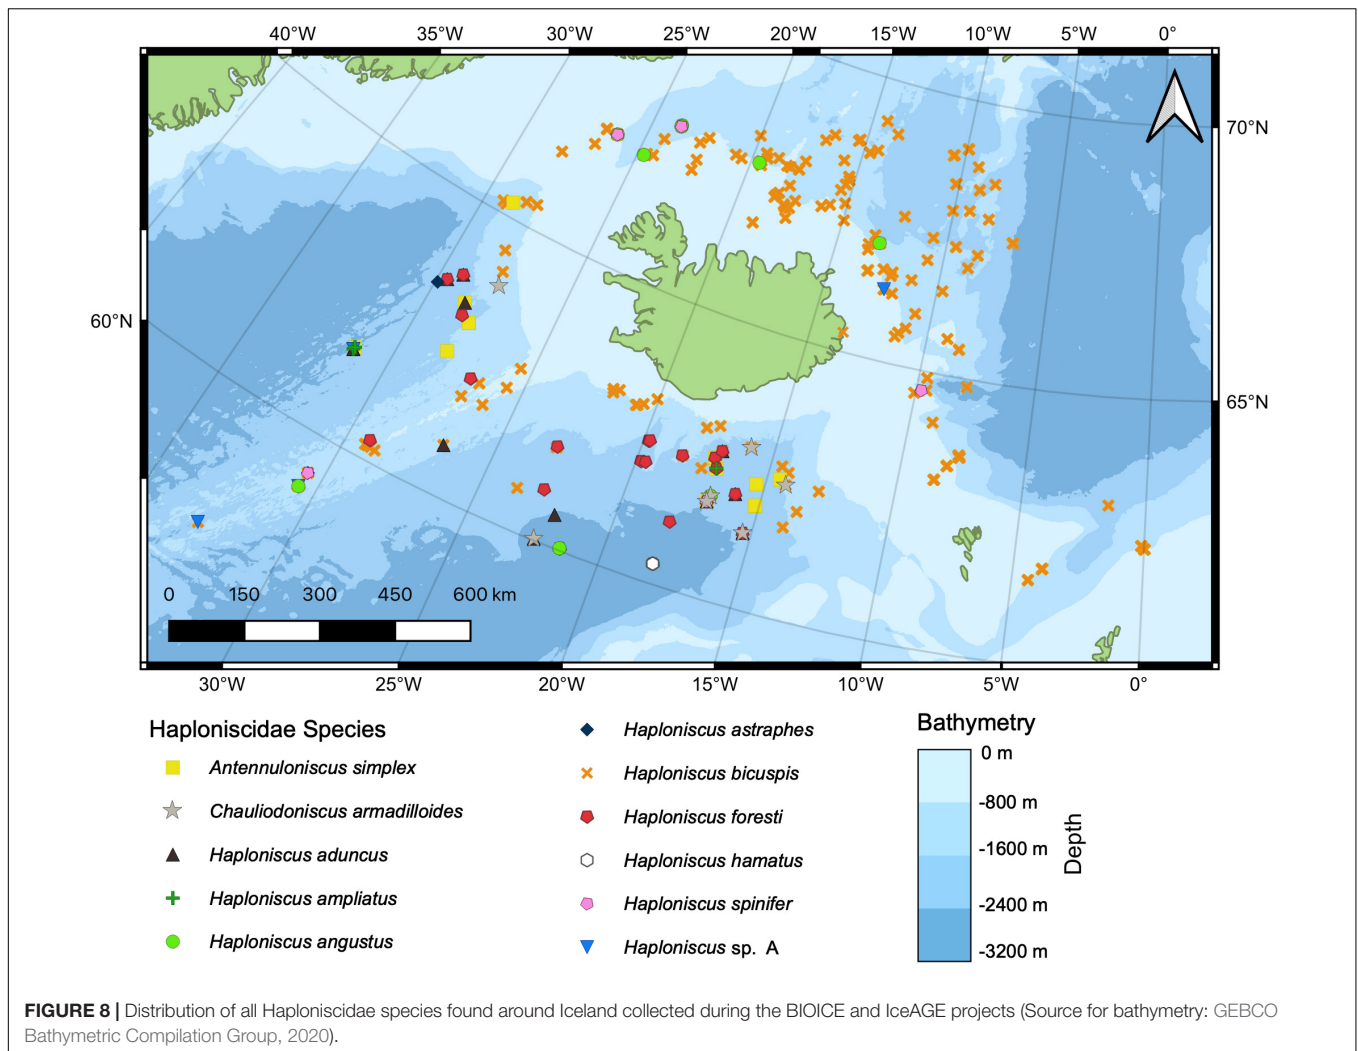 40°W 35°W 30°W 25°W 20°W 15°W 10°W 5°W 0°
70°N
60°N
65°N
0 150 300 450 600 km
30°W 25°W 20°W 15°W 10°W 5°W 0°
Haploniscidae Species
Antennuloniscus simplex
Chauliodoniscus armadilloides
Haploniscus aduncus
Haploniscus ampliatus
Haploniscus angustus
Haploniscus astraphes
Haploniscus bicuspis
Haploniscus foresti
Haploniscus hamatus
Haploniscus spinifer
Haploniscus sp. A
Bathymetry
0 m
-800 m
-1600 m
-2400 m
-3200 m
Depth
FIGURE 8 | Distribution of all Haploniscidae species found around Iceland collected during the BIOICE and IceAGE projects (Source for bathymetry: GEBCO
Bathymetric Compilation Group, 2020).